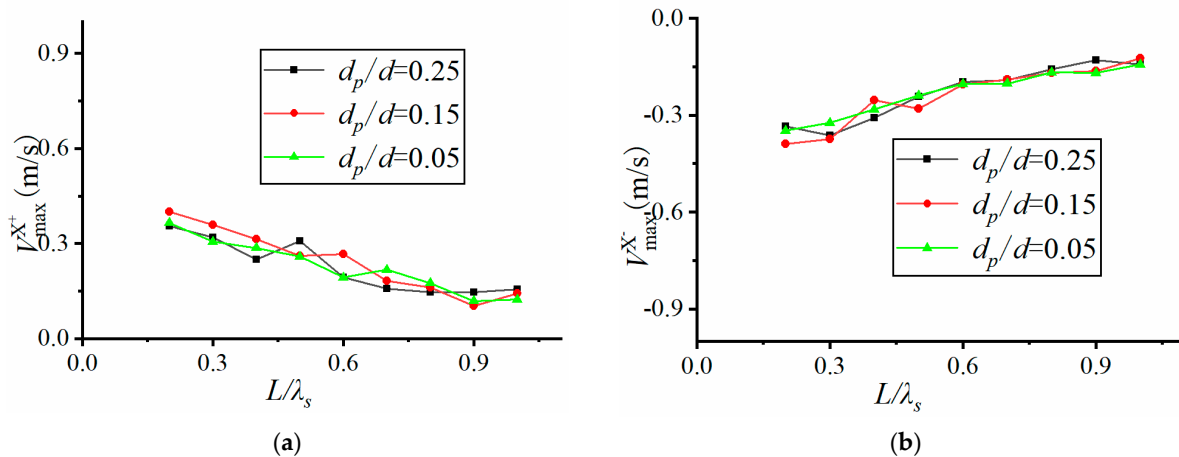 0.9
0.6
0.3
0.0
V_max^X+ (m/s)
d_p/d=0.25
d_p/d=0.15
d_p/d=0.05
0.0
0.3
0.6
0.9
L/λ_s
(a)
0.0
-0.3
-0.6
-0.9
V_max,^X- (m/s)
d_p/d=0.25
d_p/d=0.15
d_p/d=0.05
0.0
0.3
0.6
0.9
L/λ_s
(b)